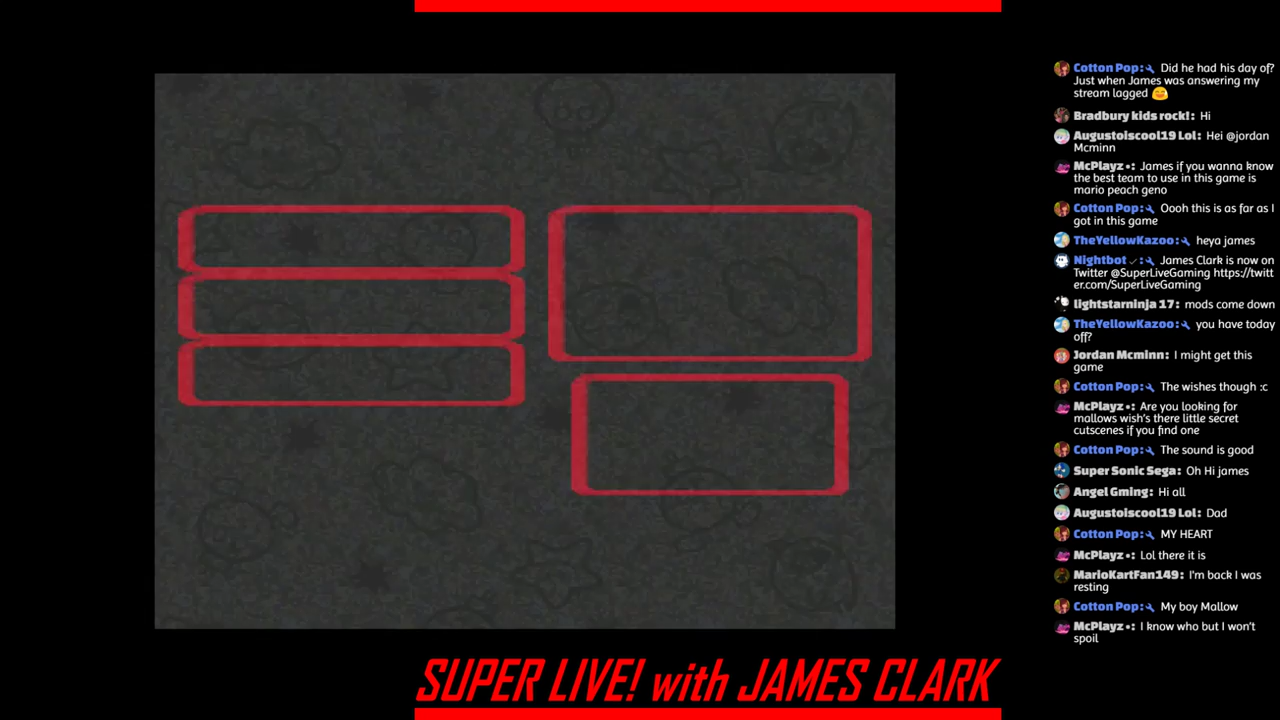 Cotton Pop: Did he had his day of?
Just when James was answering my
stream lagged
Bradbury kids rock!: Hi
Augustoiscool19 Lol: Hei @jordan
Mcminn
McPlayz: James if you wanna know
the best team to use in this game is
mario peach geno
Cotton Pop: Oooh this is as far as I
got in this game
TheYellowKazoo: heya james
Nightbot: James Clark is now on
Twitter @SuperLiveGaming https://twitt
er.com/SuperLiveGaming
lightstarninja 17: mods come down
TheYellowKazoo: you have today
off?
Jordan Mcminn: I might get this
game
Cotton Pop: The wishes though :c
McPlayz: Are you looking for
mallows wish's there little secret
cutscenes if you find one
Cotton Pop: The sound is good
Super Sonic Sega: Oh Hi james
Angel Gming: Hi all
Augustoiscool19 Lol: Dad
Cotton Pop: MY HEART
McPlayz: Lol there it is
MarioKartFan149: I'm back I was
resting
Cotton Pop: My boy Mallow
McPlayz: I know who but I won't
spoil
SUPER LIVE! with JAMES CLARK